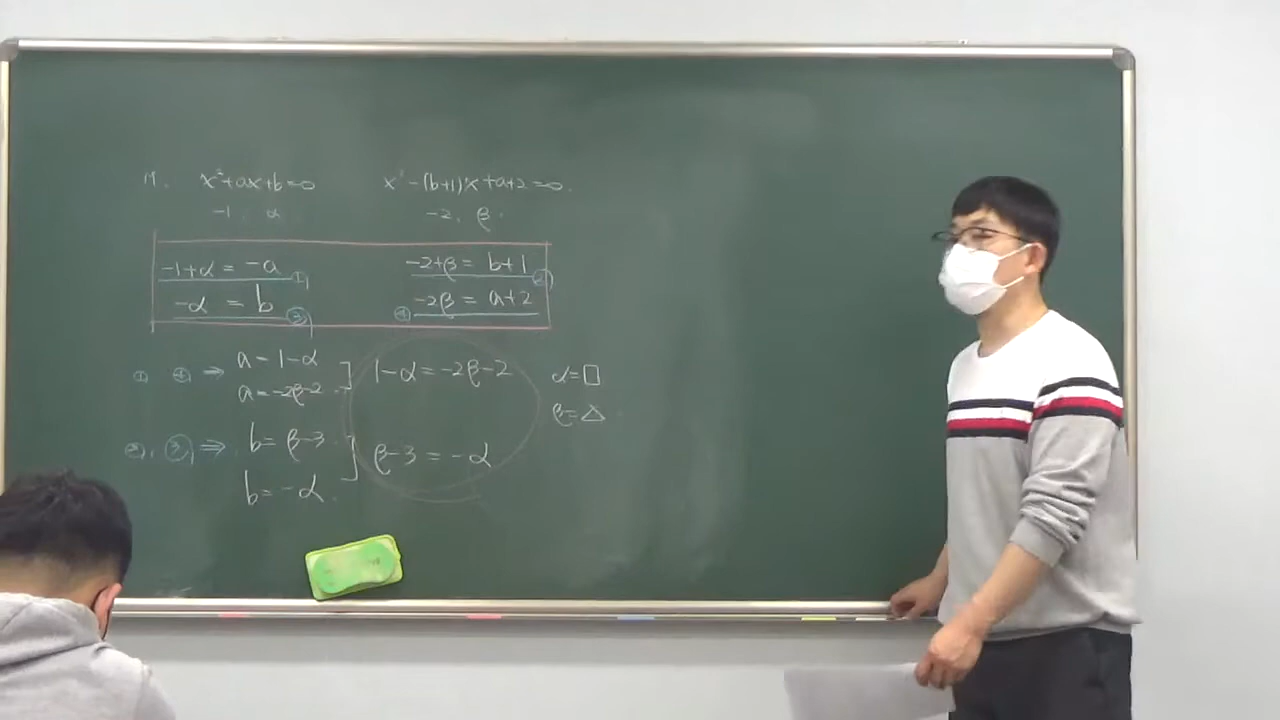 x²+ax+b=0 x²-(b+1)x+a+2=0.
-1, α -2, β.
-1+α = -a ① -2+β = b+1 ②
-α = b ③ ④ -2β = a+2
① ④ ⇒ a = 1-α
a = -2β-2
1-α = -2β-2
α=□
β=△
②, ③ ⇒ b = β-3
b = -α
β-3 = -α